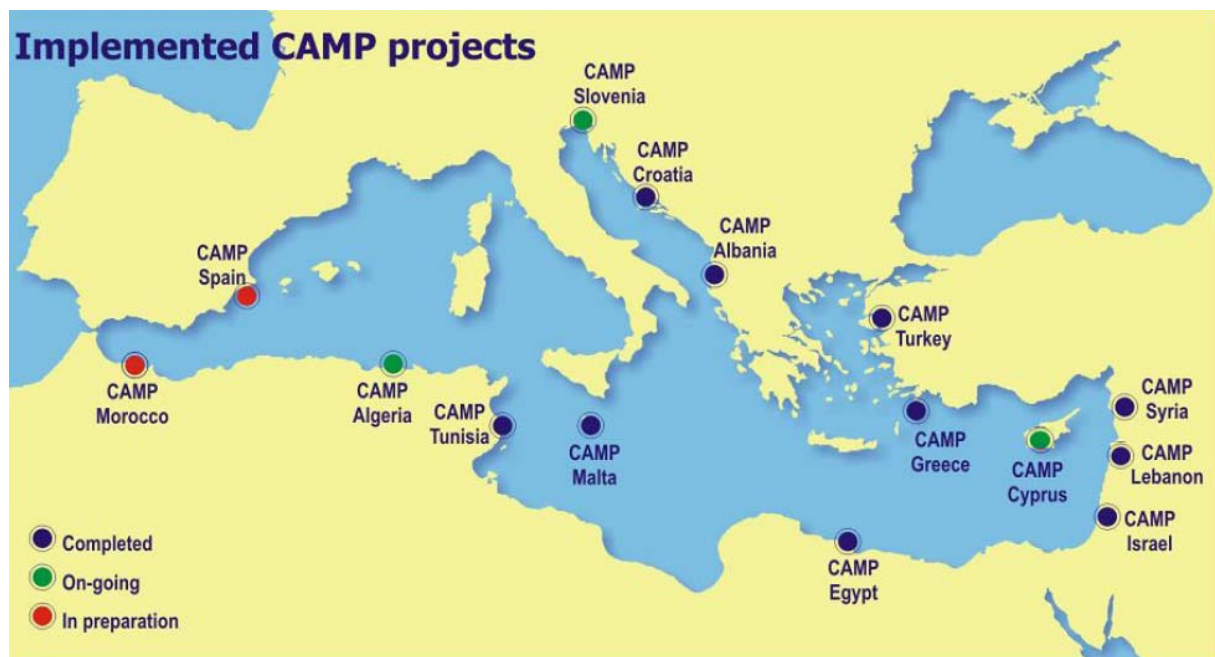 Implemented CAMP projects
CAMP
Slovenia
CAMP
Croatia
CAMP
Albania
CAMP
Spain
CAMP
Turkey
CAMP
Morocco
CAMP
Algeria
CAMP
Tunisia
CAMP
Malta
CAMP
Greece
CAMP
Cyprus
CAMP
Syria
CAMP
Lebanon
CAMP
Israel
CAMP
Egypt
Completed
On-going
In preparation